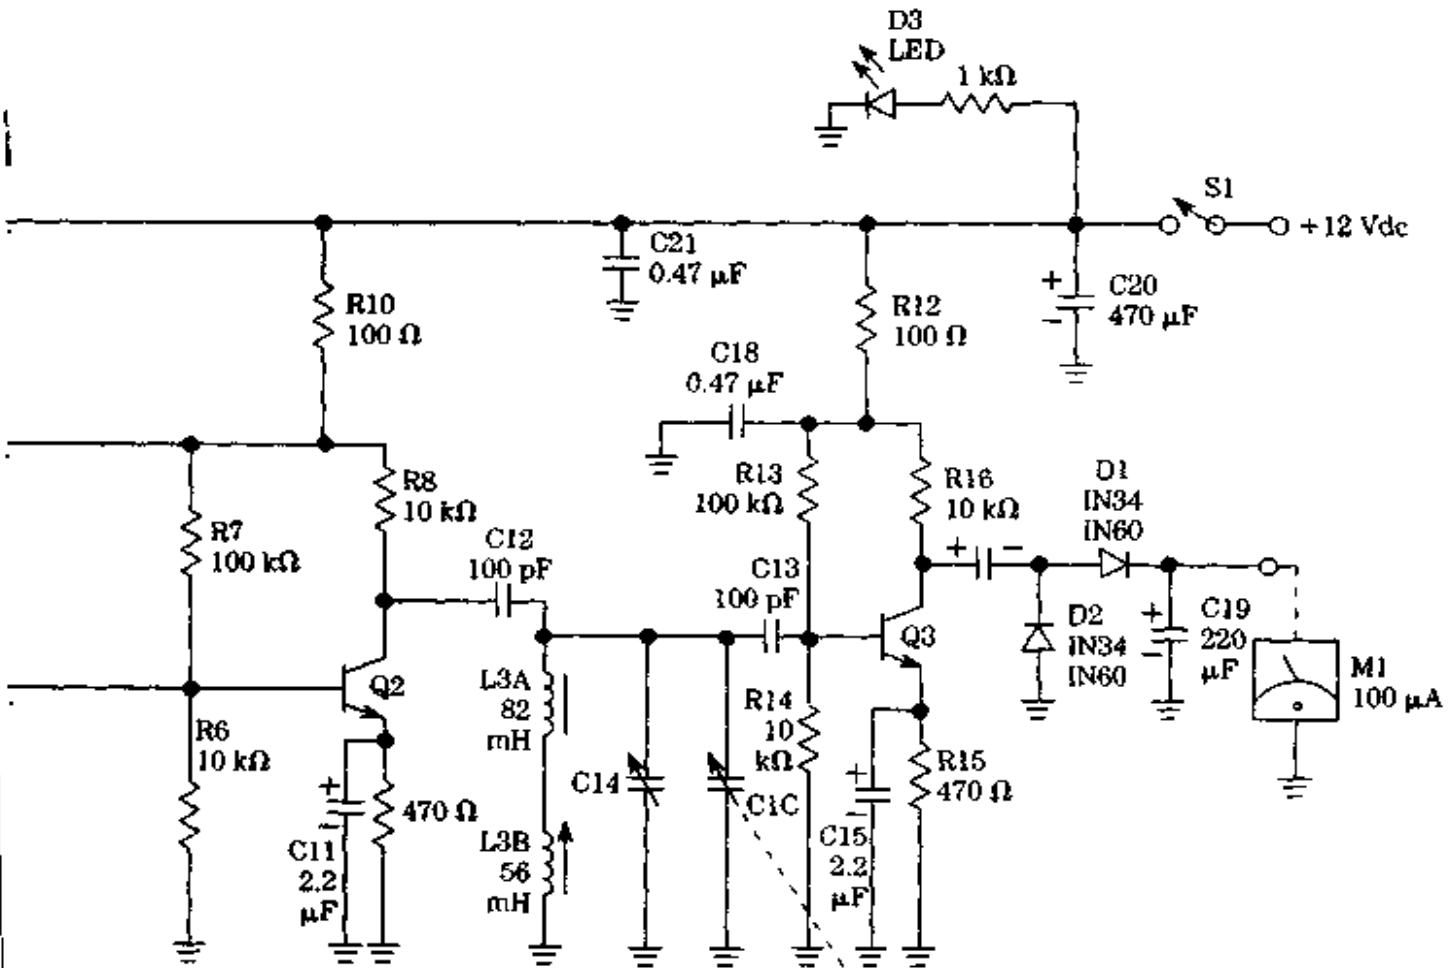 D3
LED
1 kΩ
S1
+12 Vdc
C21
0.47 µF
C20
470 µF
R10
100 Ω
R12
100 Ω
C18
0.47 µF
R8
10 kΩ
R13
100 kΩ
R16
10 kΩ
D1
IN34
IN60
R7
100 kΩ
C12
100 pF
C13
100 pF
+ −
Q3
D2
IN34
IN60
+
−
C19
220
µF
M1
100 µA
Q2
L3A
82
mH
R14
10
kΩ
R6
10 kΩ
C14
C1C
R15
470 Ω
+
−
470 Ω
C11
2.2
µF
L3B
56
mH
+
−
C15
2.2
µF
+
−